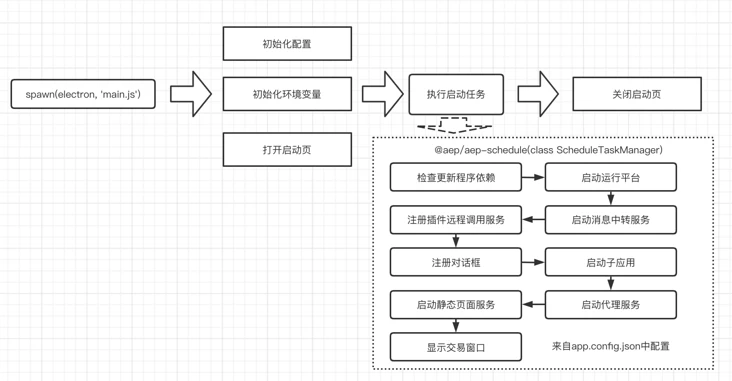 初始化配置
spawn(electron, 'main.js')
初始化环境变量
执行启动任务
关闭启动页
打开启动页
@aep/aep-schedule(class ScheduleTaskManager)
检查更新程序依赖
启动运行平台
注册插件远程调用服务
启动消息中转服务
注册对话框
启动子应用
启动静态页面服务
启动代理服务
显示交易窗口
来自app.config.json中配置